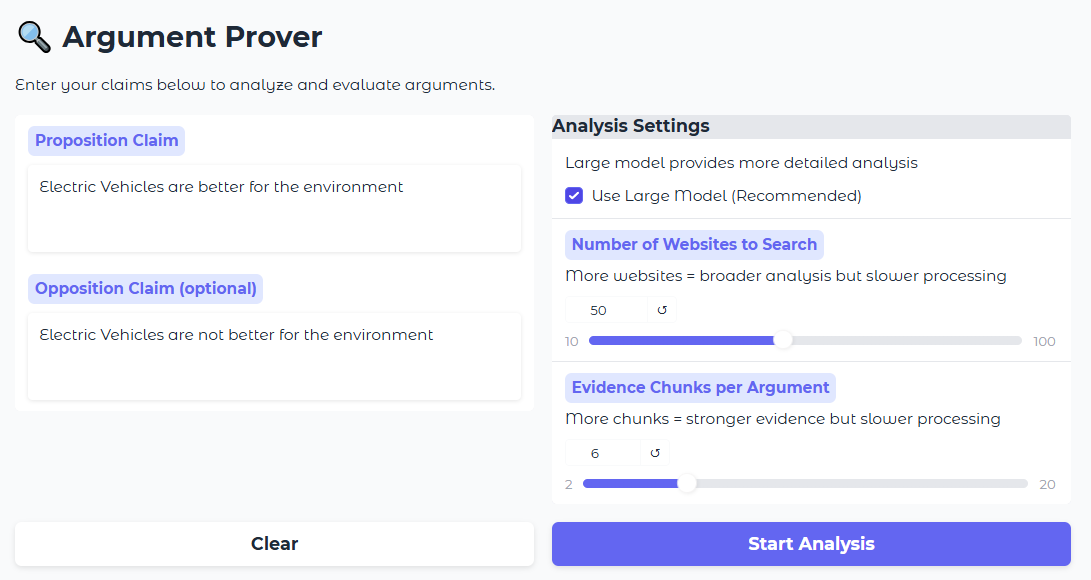 Argument Prover
Enter your claims below to analyze and evaluate arguments.
Proposition Claim
Electric Vehicles are better for the environment
Opposition Claim (optional)
Electric Vehicles are not better for the environment
Analysis Settings
Large model provides more detailed analysis
Use Large Model (Recommended)
Number of Websites to Search
More websites = broader analysis but slower processing
50 ↺
10 100
Evidence Chunks per Argument
More chunks = stronger evidence but slower processing
6 ↺
2 20
Clear
Start Analysis